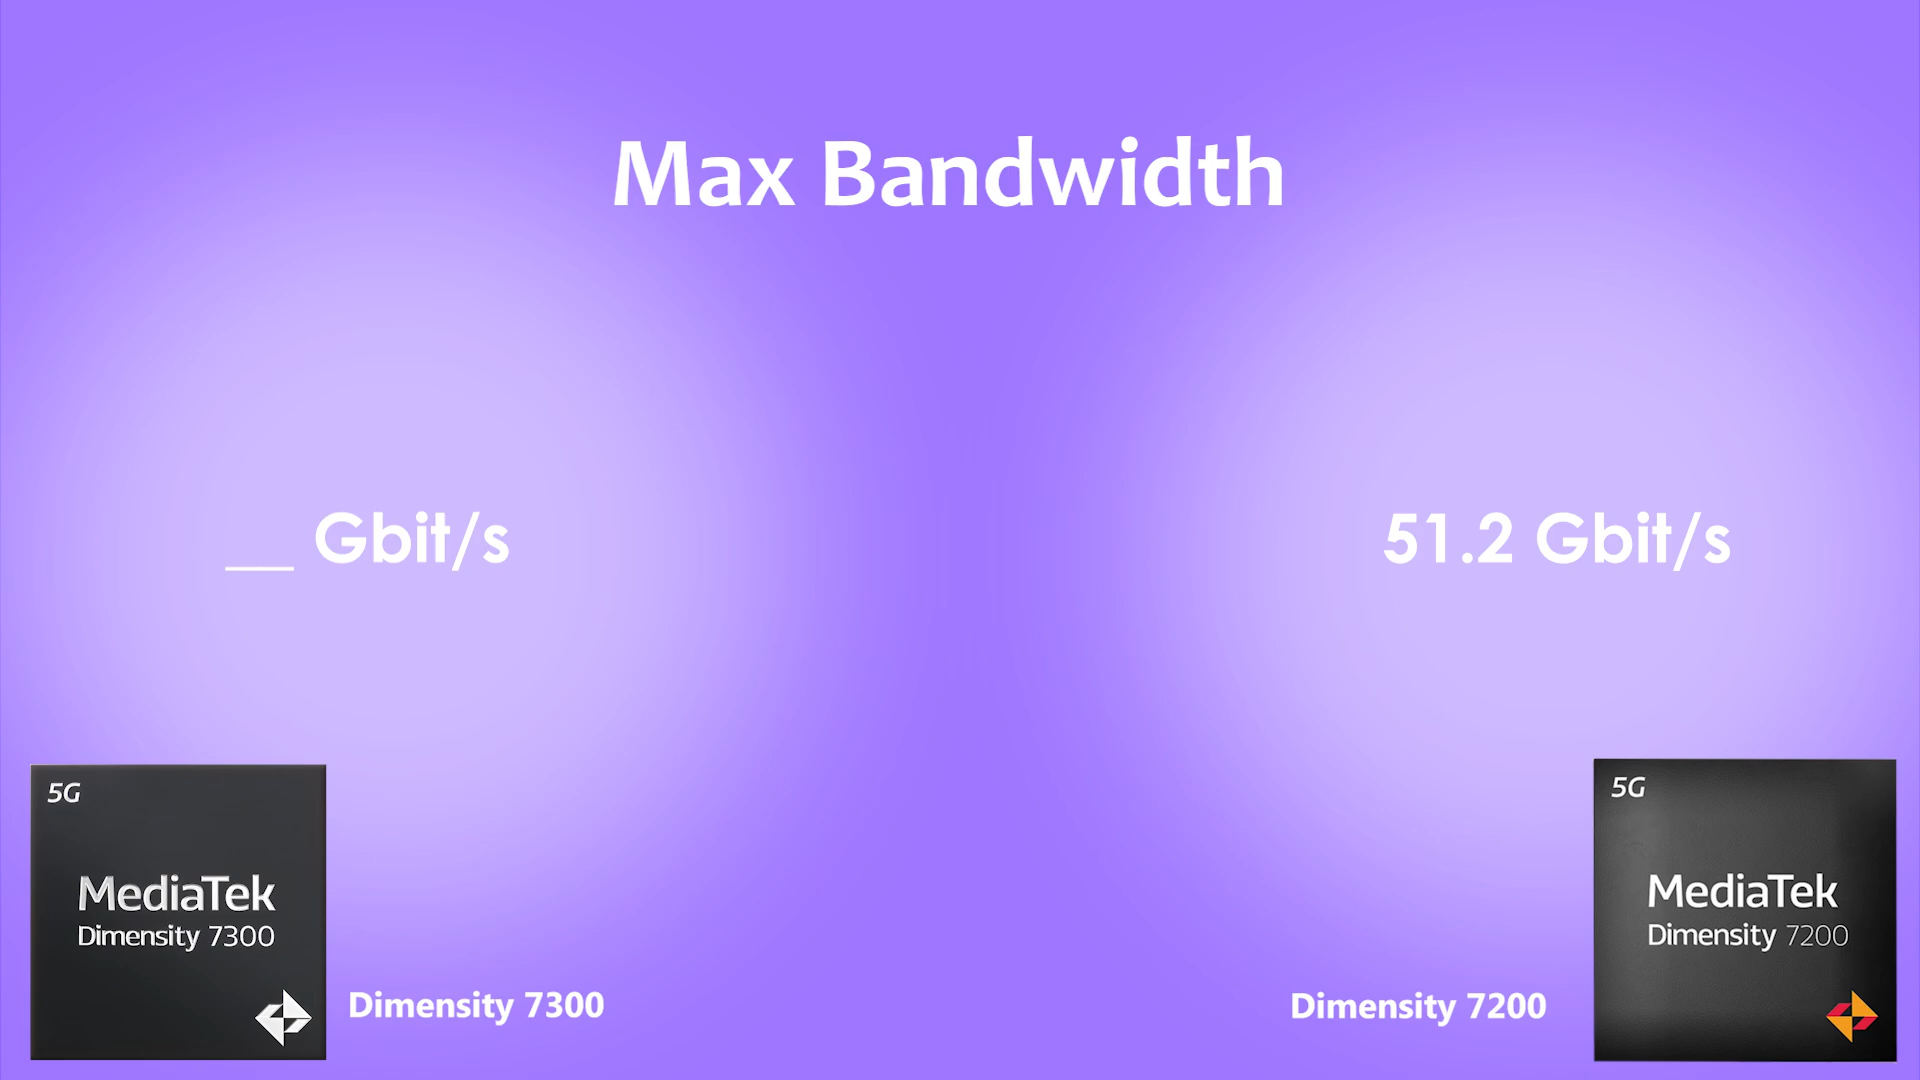 Max Bandwidth
__ Gbit/s
51.2 Gbit/s
5G
MediaTek
Dimensity 7300
Dimensity 7300
Dimensity 7200
5G
MediaTek
Dimensity 7200